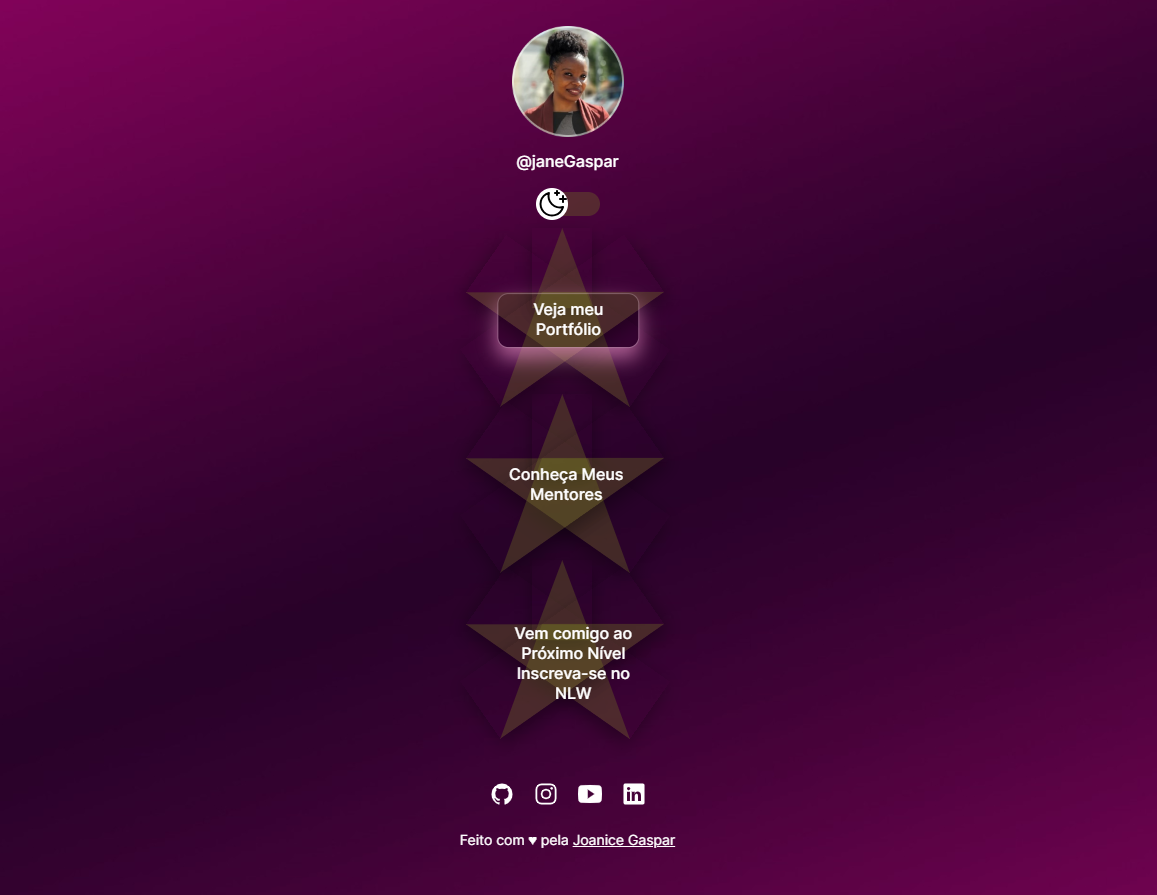 @janeGaspar
Veja meu
Portfólio
Conheça Meus
Mentores
Vem comigo ao
Próximo Nível
Inscreva-se no
NLW
Feito com ♥ pela Joanice Gaspar